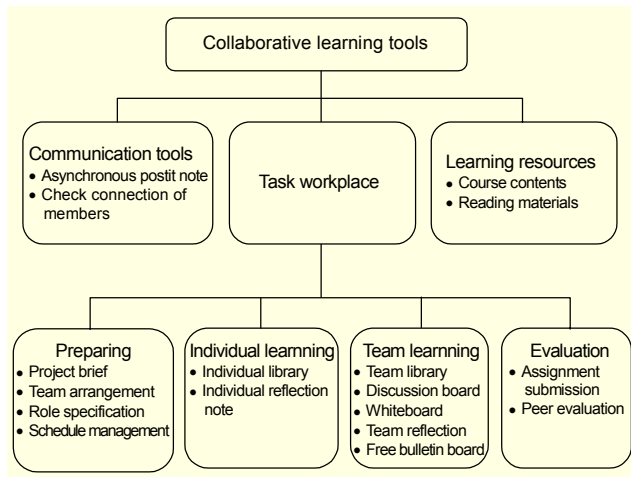 Collaborative learning tools
Communication tools
• Asynchronous postit note
• Check connection of
members
Task workplace
Learning resources
• Course contents
• Reading materials
Preparing
• Project brief
• Team arrangement
• Role specification
• Schedule management
Individual learnning
• Individual library
• Individual reflection
note
Team learnning
• Team library
• Discussion board
• Whiteboard
• Team reflection
• Free bulletin board
Evaluation
• Assignment
submission
• Peer evaluation